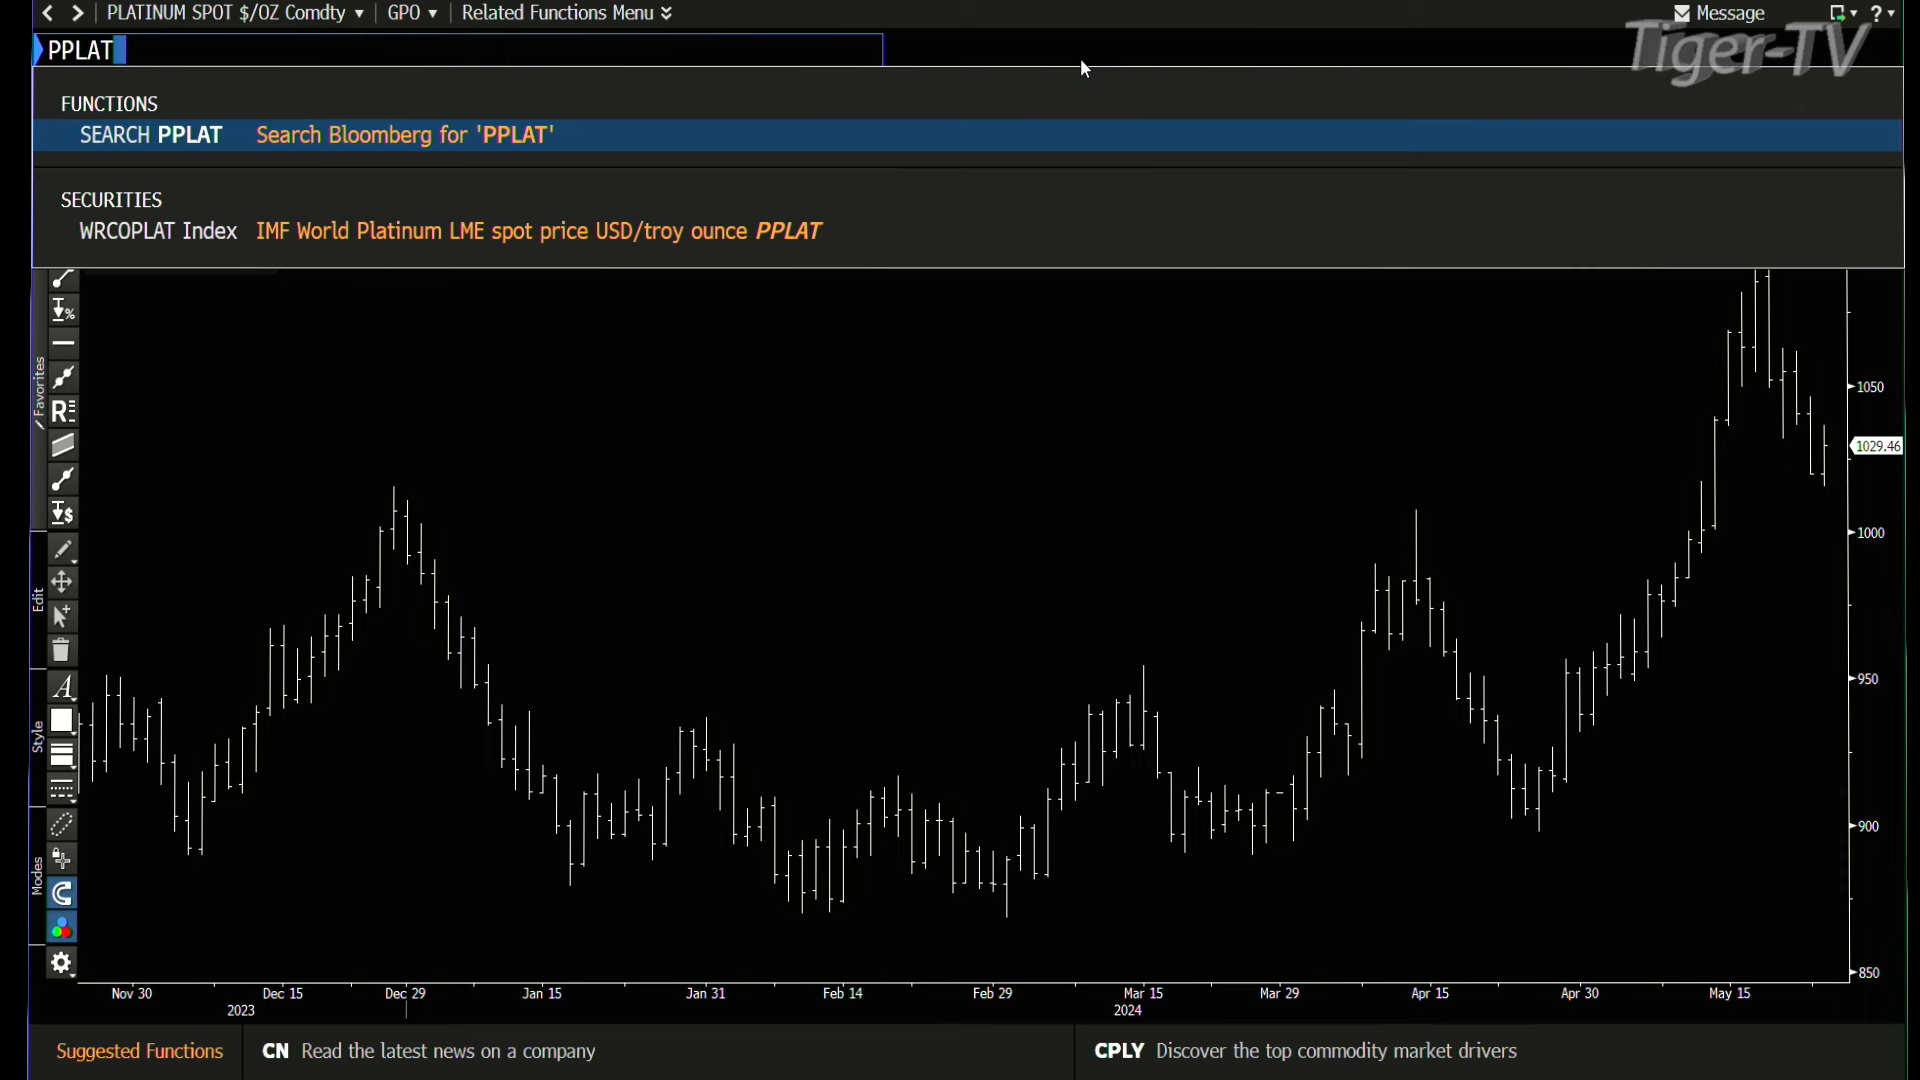 PLATINUM SPOT $/OZ Comdty GPO Related Functions Menu Message ?
Tiger-TV
PPLAT
FUNCTIONS
SEARCH PPLAT Search Bloomberg for 'PPLAT'
SECURITIES
WRCOPLAT Index IMF World Platinum LME spot price USD/troy ounce PPLAT
Favorites
Edit
Style
Modes
1050
1029.46
1000
950
900
850
Nov 30 Dec 15 Dec 29 Jan 15 Jan 31 Feb 14 Feb 29 Mar 15 Mar 29 Apr 15 Apr 30 May 15
2023 2024
Suggested Functions CN Read the latest news on a company CPLY Discover the top commodity market drivers